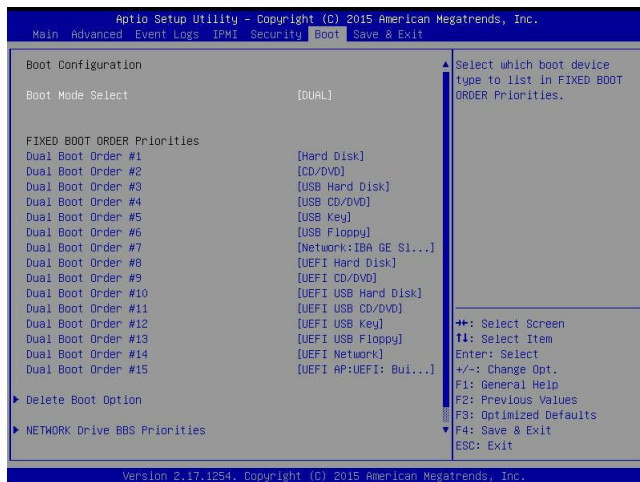 Aptio Setup Utility – Copyright (C) 2015 American Megatrends, Inc.
Main Advanced Event Logs IPMI Security Boot Save & Exit
Boot Configuration
Boot Mode Select [DUAL]
FIXED BOOT ORDER Priorities
Dual Boot Order #1 [Hard Disk]
Dual Boot Order #2 [CD/DVD]
Dual Boot Order #3 [USB Hard Disk]
Dual Boot Order #4 [USB CD/DVD]
Dual Boot Order #5 [USB Key]
Dual Boot Order #6 [USB Floppy]
Dual Boot Order #7 [Network:IBA GE Sl...]
Dual Boot Order #8 [UEFI Hard Disk]
Dual Boot Order #9 [UEFI CD/DVD]
Dual Boot Order #10 [UEFI USB Hard Disk]
Dual Boot Order #11 [UEFI USB CD/DVD]
Dual Boot Order #12 [UEFI USB Key]
Dual Boot Order #13 [UEFI USB Floppy]
Dual Boot Order #14 [UEFI Network]
Dual Boot Order #15 [UEFI AP:UEFI: Bui...]
Delete Boot Option
NETWORK Drive BBS Priorities
Select which boot device
type to list in FIXED BOOT
ORDER Priorities.
→←: Select Screen
↑↓: Select Item
Enter: Select
+/-: Change Opt.
F1: General Help
F2: Previous Values
F3: Optimized Defaults
F4: Save & Exit
ESC: Exit
Version 2.17.1254. Copyright (C) 2015 American Megatrends, Inc.